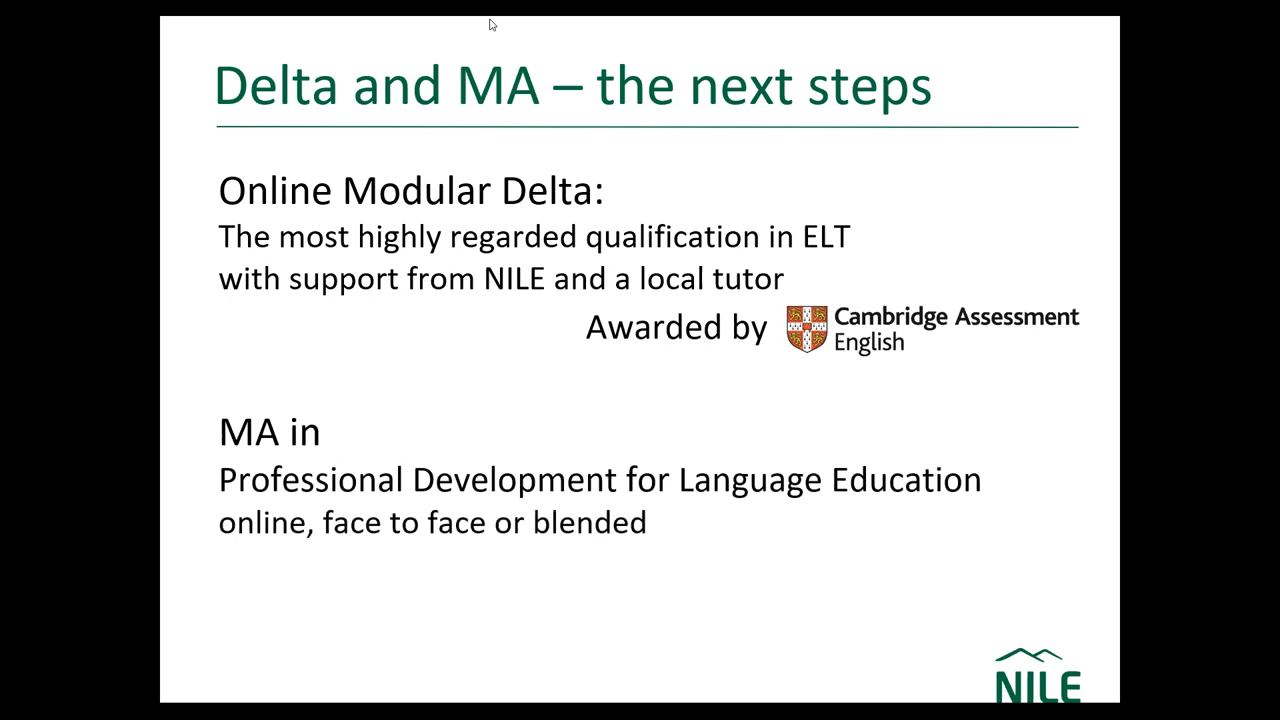 Delta and MA – the next steps
Online Modular Delta:
The most highly regarded qualification in ELT
with support from NILE and a local tutor
Awarded by
Cambridge Assessment
English
MA in
Professional Development for Language Education
online, face to face or blended
NILE